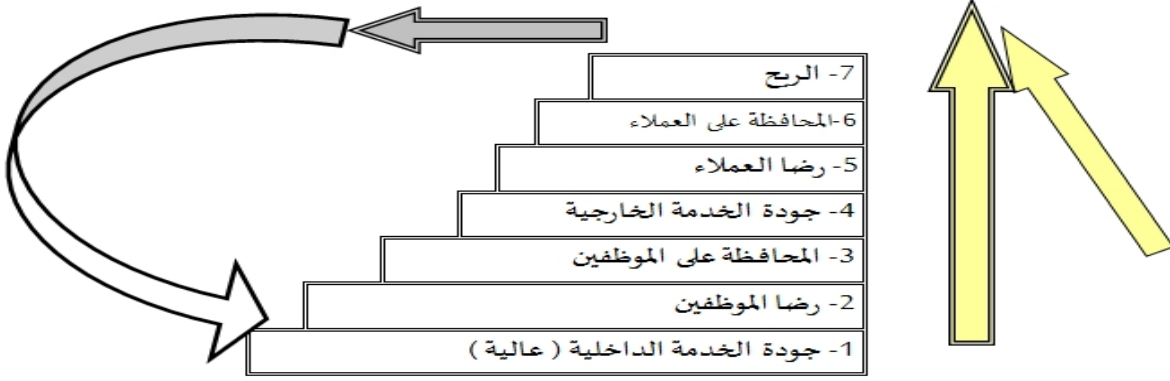 7- الربح
6-المحافظة على العملاء
5- رضا العملاء
4- جودة الخدمة الخارجية
3- المحافظة على الموظفين
2- رضا الموظفين
1- جودة الخدمة الداخلية ( عالية )